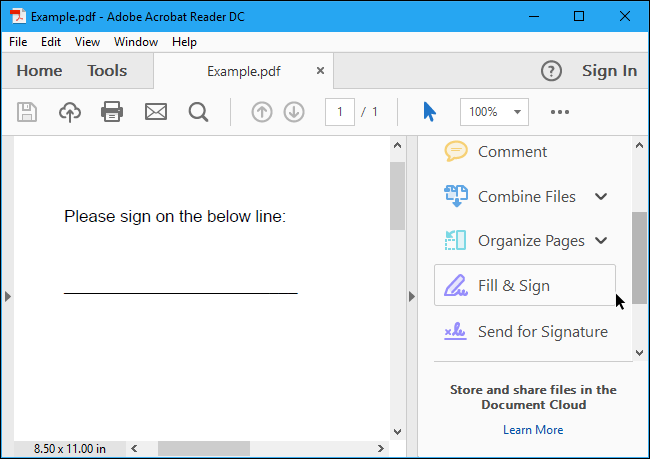 Example.pdf - Adobe Acrobat Reader DC
File Edit View Window Help
Home Tools Example.pdf × ? Sign In
1 / 1 100%
Please sign on the below line:
Comment
Combine Files
Organize Pages
Fill & Sign
Send for Signature
Store and share files in the
Document Cloud
Learn More
8.50 x 11.00 in